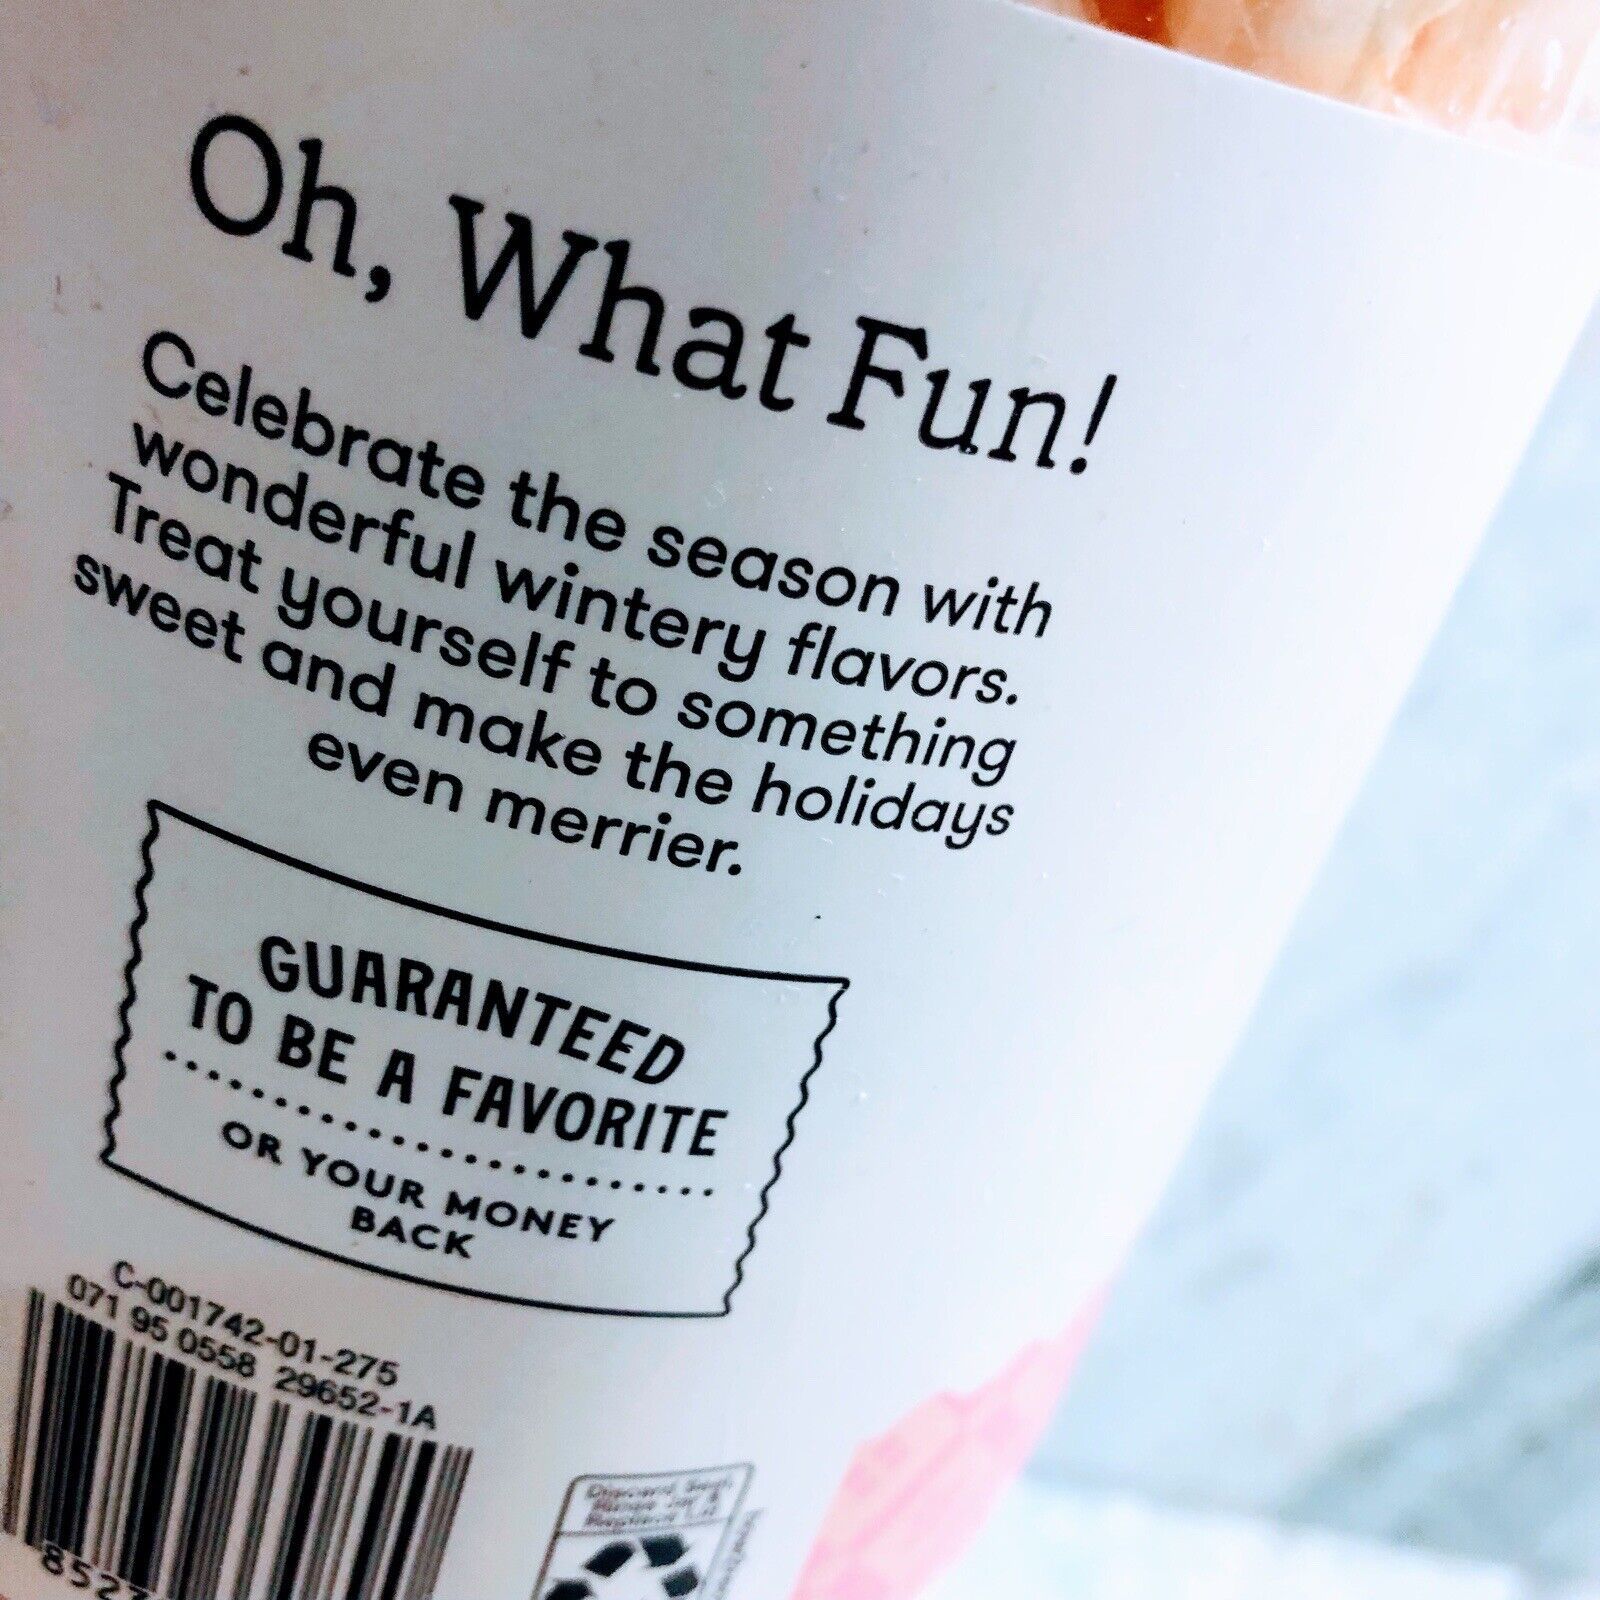 Oh, What Fun!
Celebrate the season with
wonderful wintery flavors.
Treat yourself to something
sweet and make the holidays
even merrier.
GUARANTEED
TO BE A FAVORITE
OR YOUR MONEY
BACK
C-001742-01-275
071 95 0558 29652-1A
8527